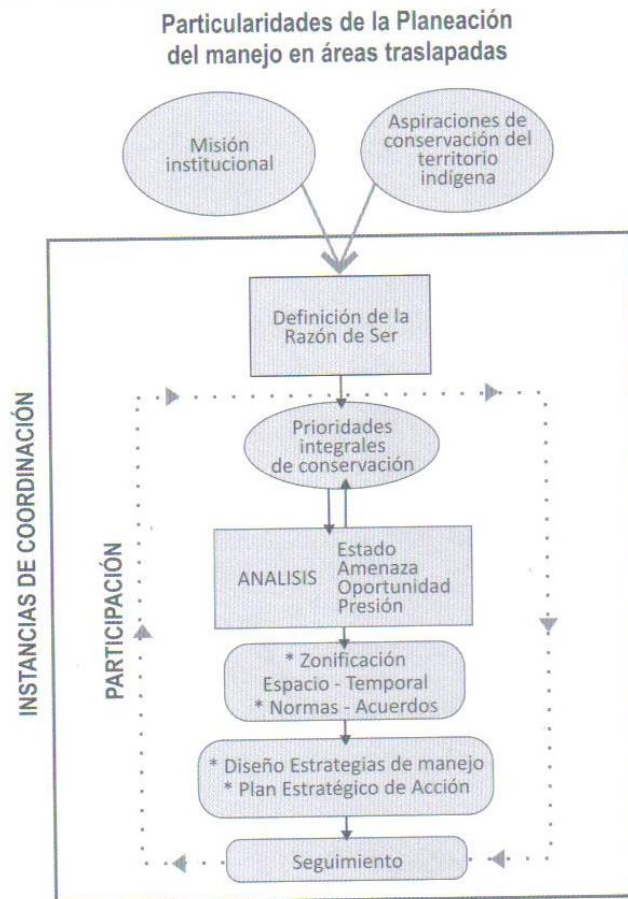 Particularidades de la Planeación
del manejo en áreas traslapadas
Misión
institucional
Aspiraciones de
conservación del
territorio
indígena
Definición de la
Razón de Ser
Prioridades
integrales
de conservación
ANALISIS
Estado
Amenaza
Oportunidad
Presión
* Zonificación
Espacio - Temporal
* Normas - Acuerdos
* Diseño Estrategias de manejo
* Plan Estratégico de Acción
Seguimiento
INSTANCIAS DE COORDINACIÓN
PARTICIPACIÓN